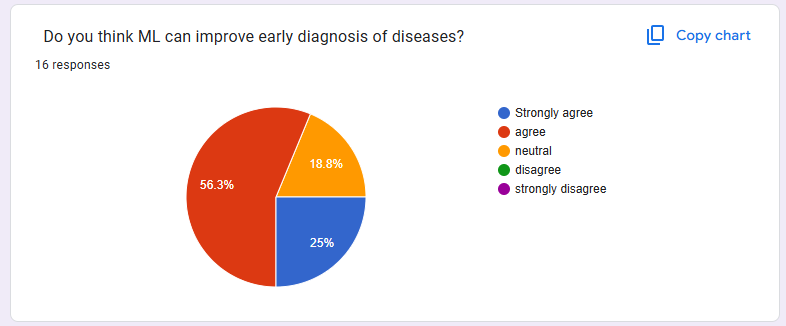 Do you think ML can improve early diagnosis of diseases?
Copy chart
16 responses
Strongly agree
agree
neutral
disagree
strongly disagree
18.8%
56.3%
25%